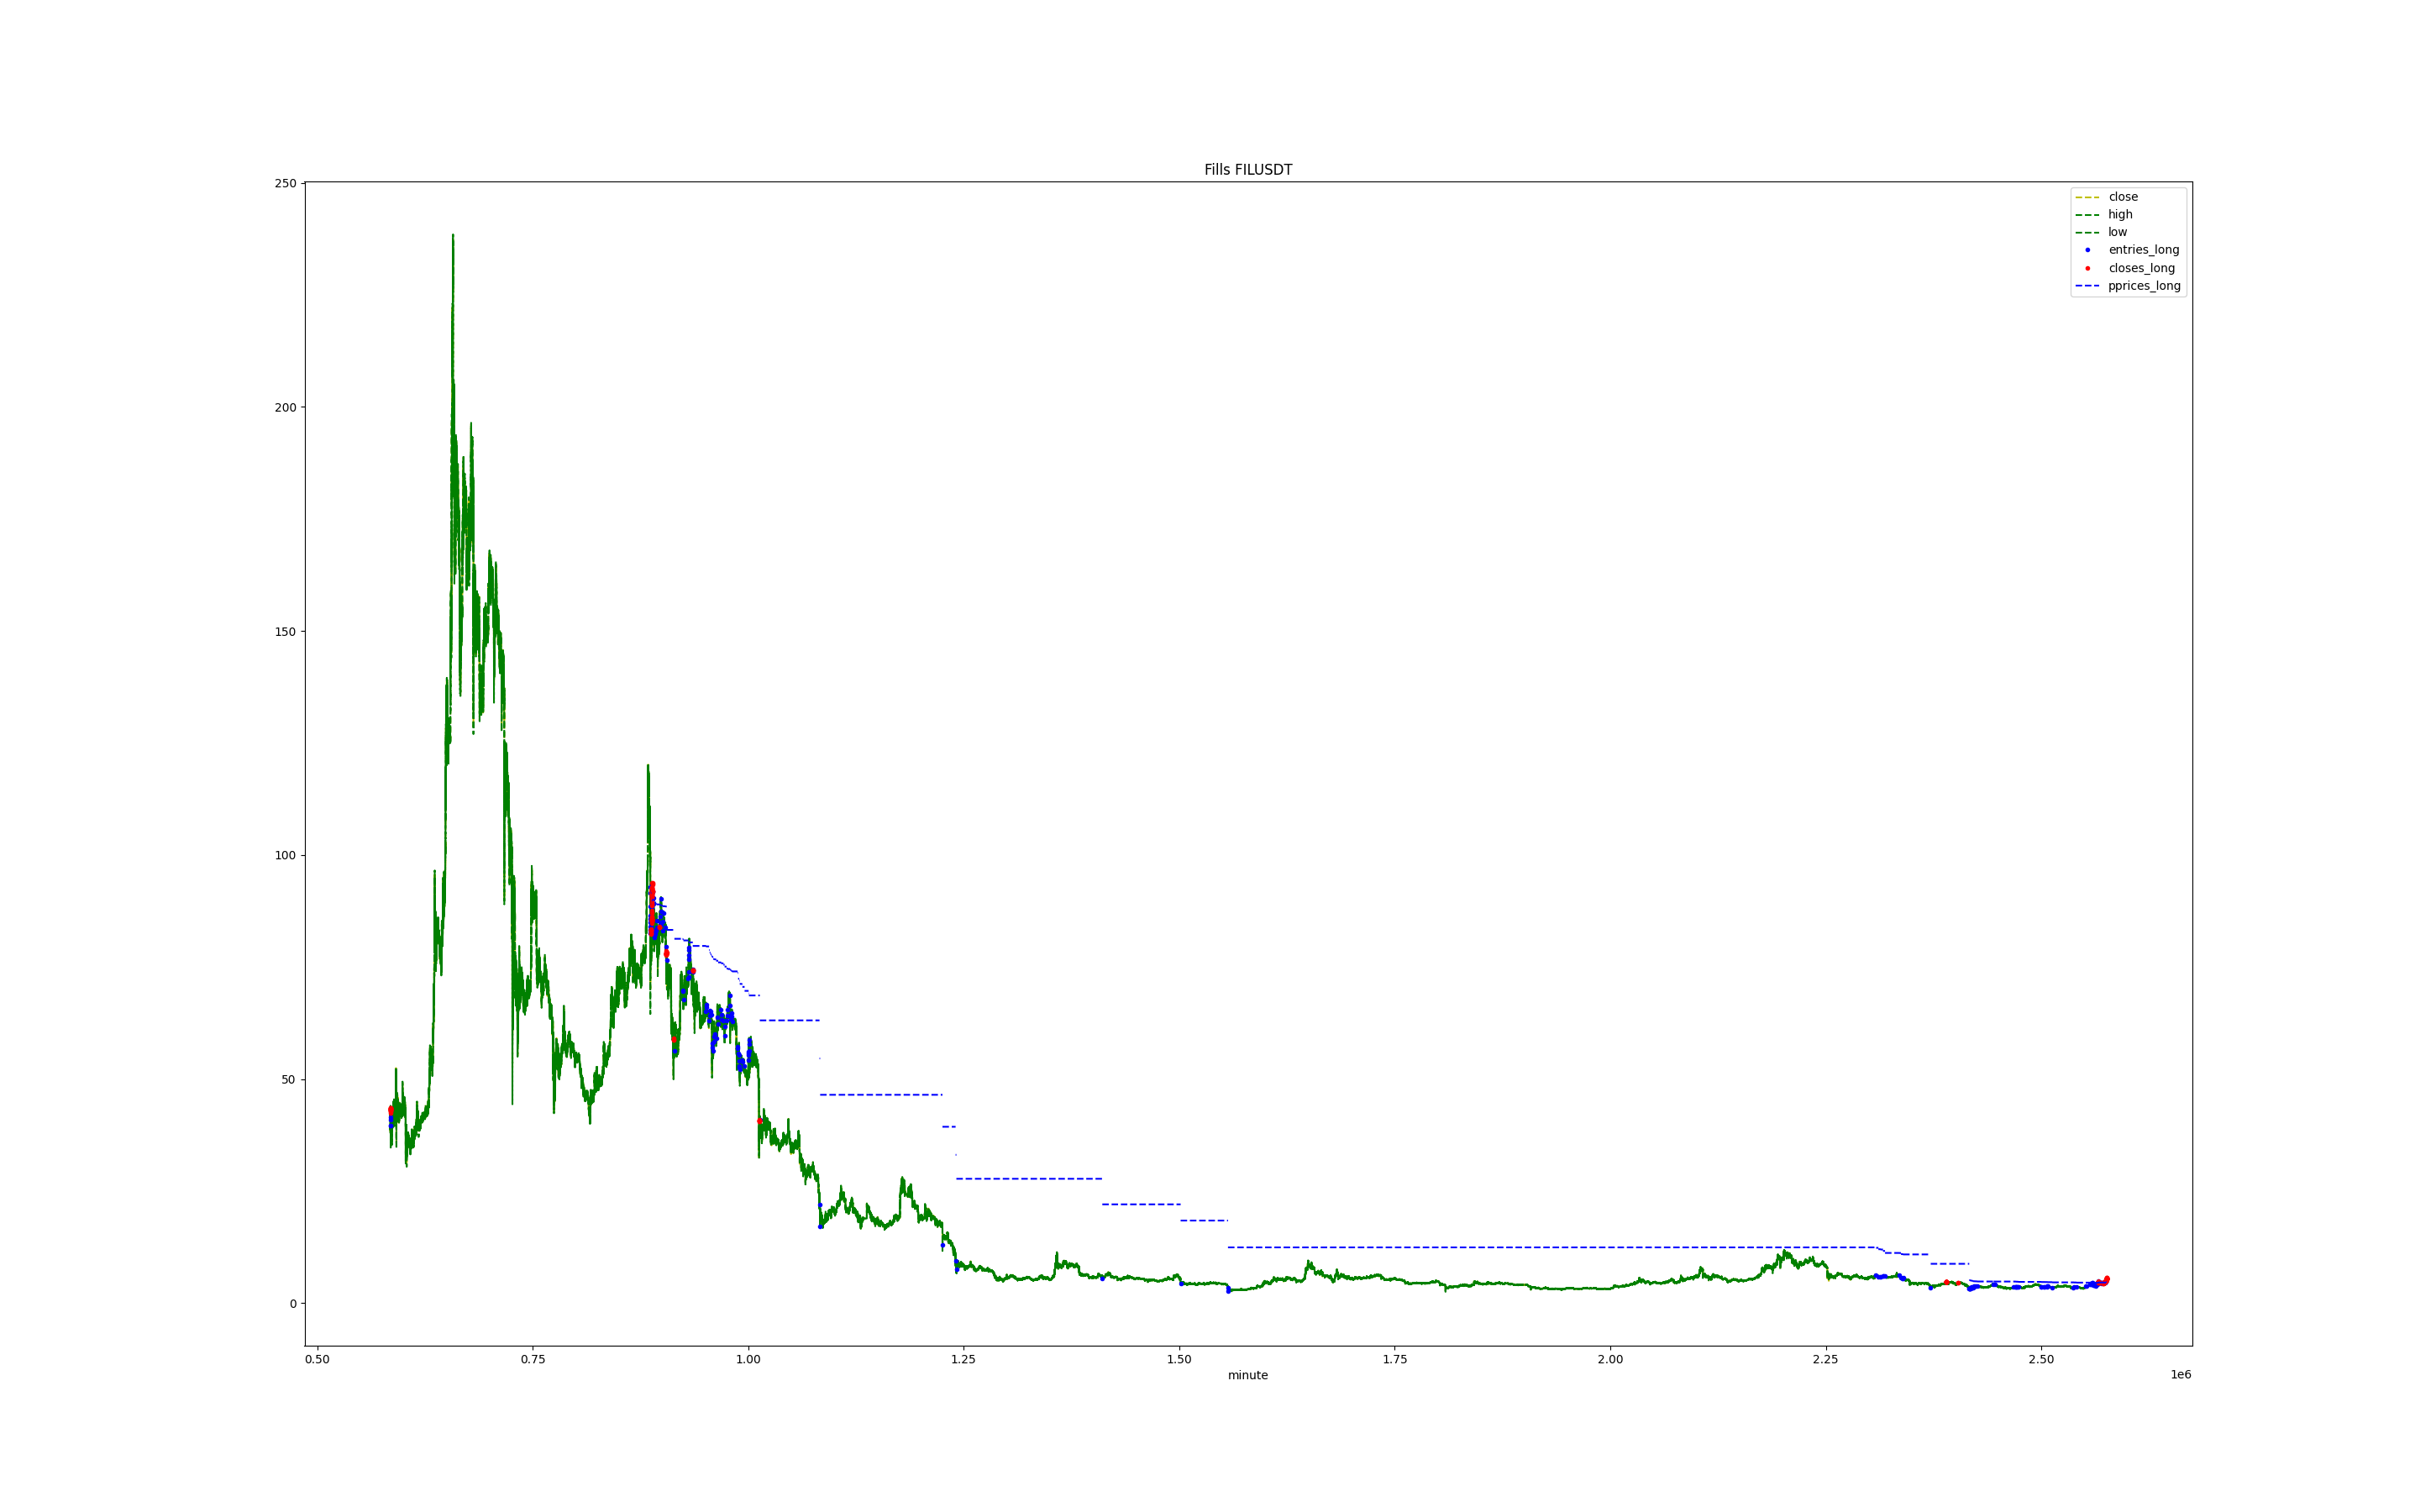 Fills FILUSDT
250
200
150
100
50
0
close
high
low
entries_long
closes_long
pprices_long
0.50 0.75 1.00 1.25 1.50 1.75 2.00 2.25 2.50
minute
1e6